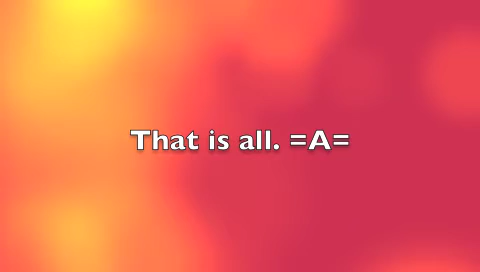 That is all. =A=